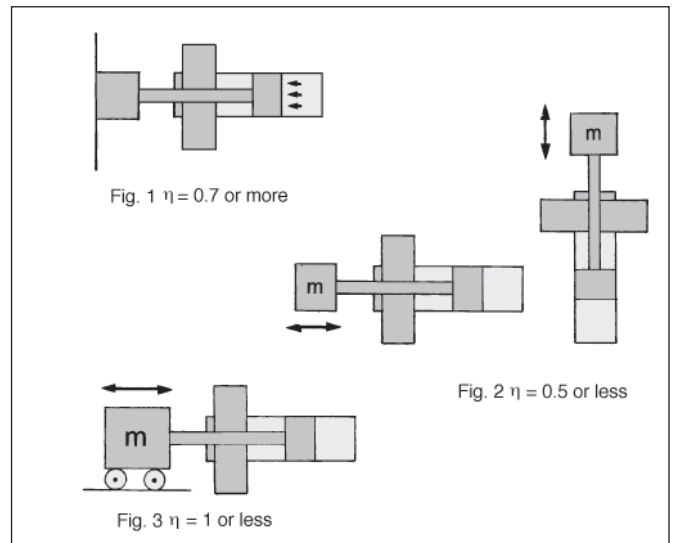 Fig. 1 η = 0.7 or more
m
m
Fig. 2 η = 0.5 or less
m
Fig. 3 η = 1 or less